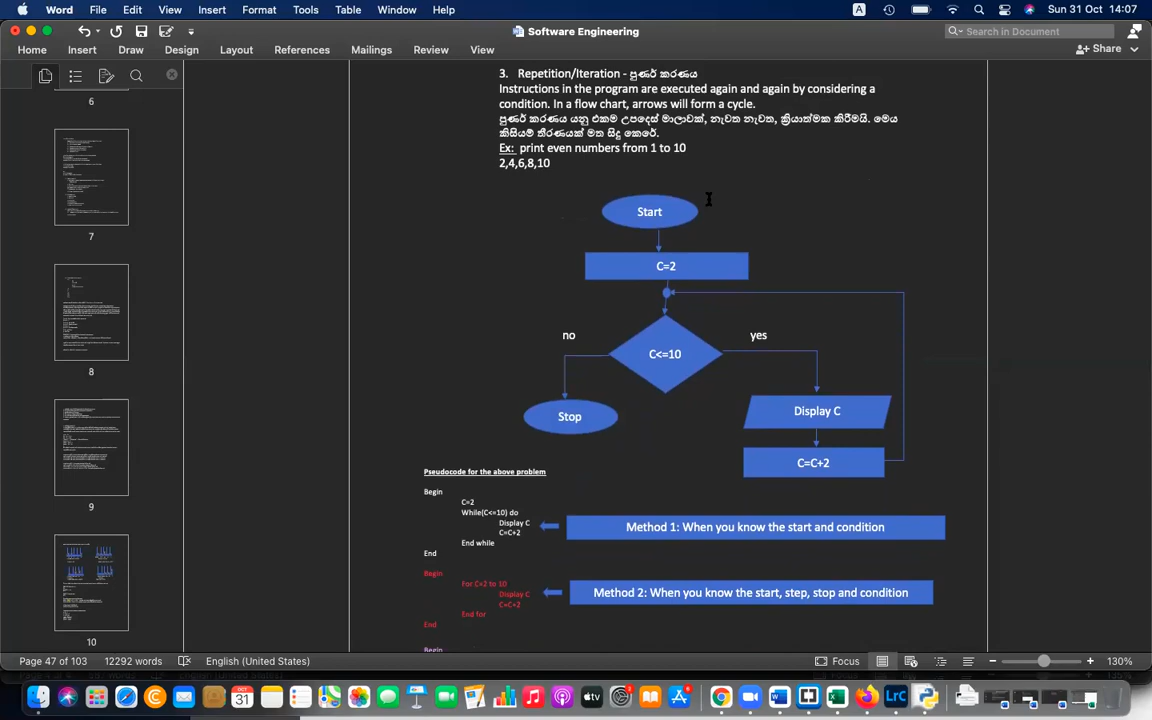 Word File Edit View Insert Format Tools Table Window Help A Sun 31 Oct 14:07
Software Engineering
Search in Document
Home Insert Draw Design Layout References Mailings Review View
Share
3. Repetition/Iteration - පුණර් කරණය
Instructions in the program are executed again and again by considering a
condition. In a flow chart, arrows will form a cycle.
පුණර් කරණය යනු එකම උපදෙස් මාලාවක්, නැවත නැවත, ක්‍රියාත්මක කිරීමයි. මෙය
කිසියම් තීරණයක් මත සිදු කෙරේ.
Ex: print even numbers from 1 to 10
2,4,6,8,10
Start
C=2
no
yes
C<=10
Display C
Stop
C=C+2
Pseudocode for the above problem
Begin
C=2
While(C<=10) do
Display C
C=C+2
End while
End
Method 1: When you know the start and condition
Begin
For C=2 to 10
Display C
C=C+2
End for
End
Method 2: When you know the start, step, stop and condition
Begin
6
7
8
9
10
Page 47 of 103 12292 words English (United States) Focus 130%
OCT
31
tv
W
X
LrC